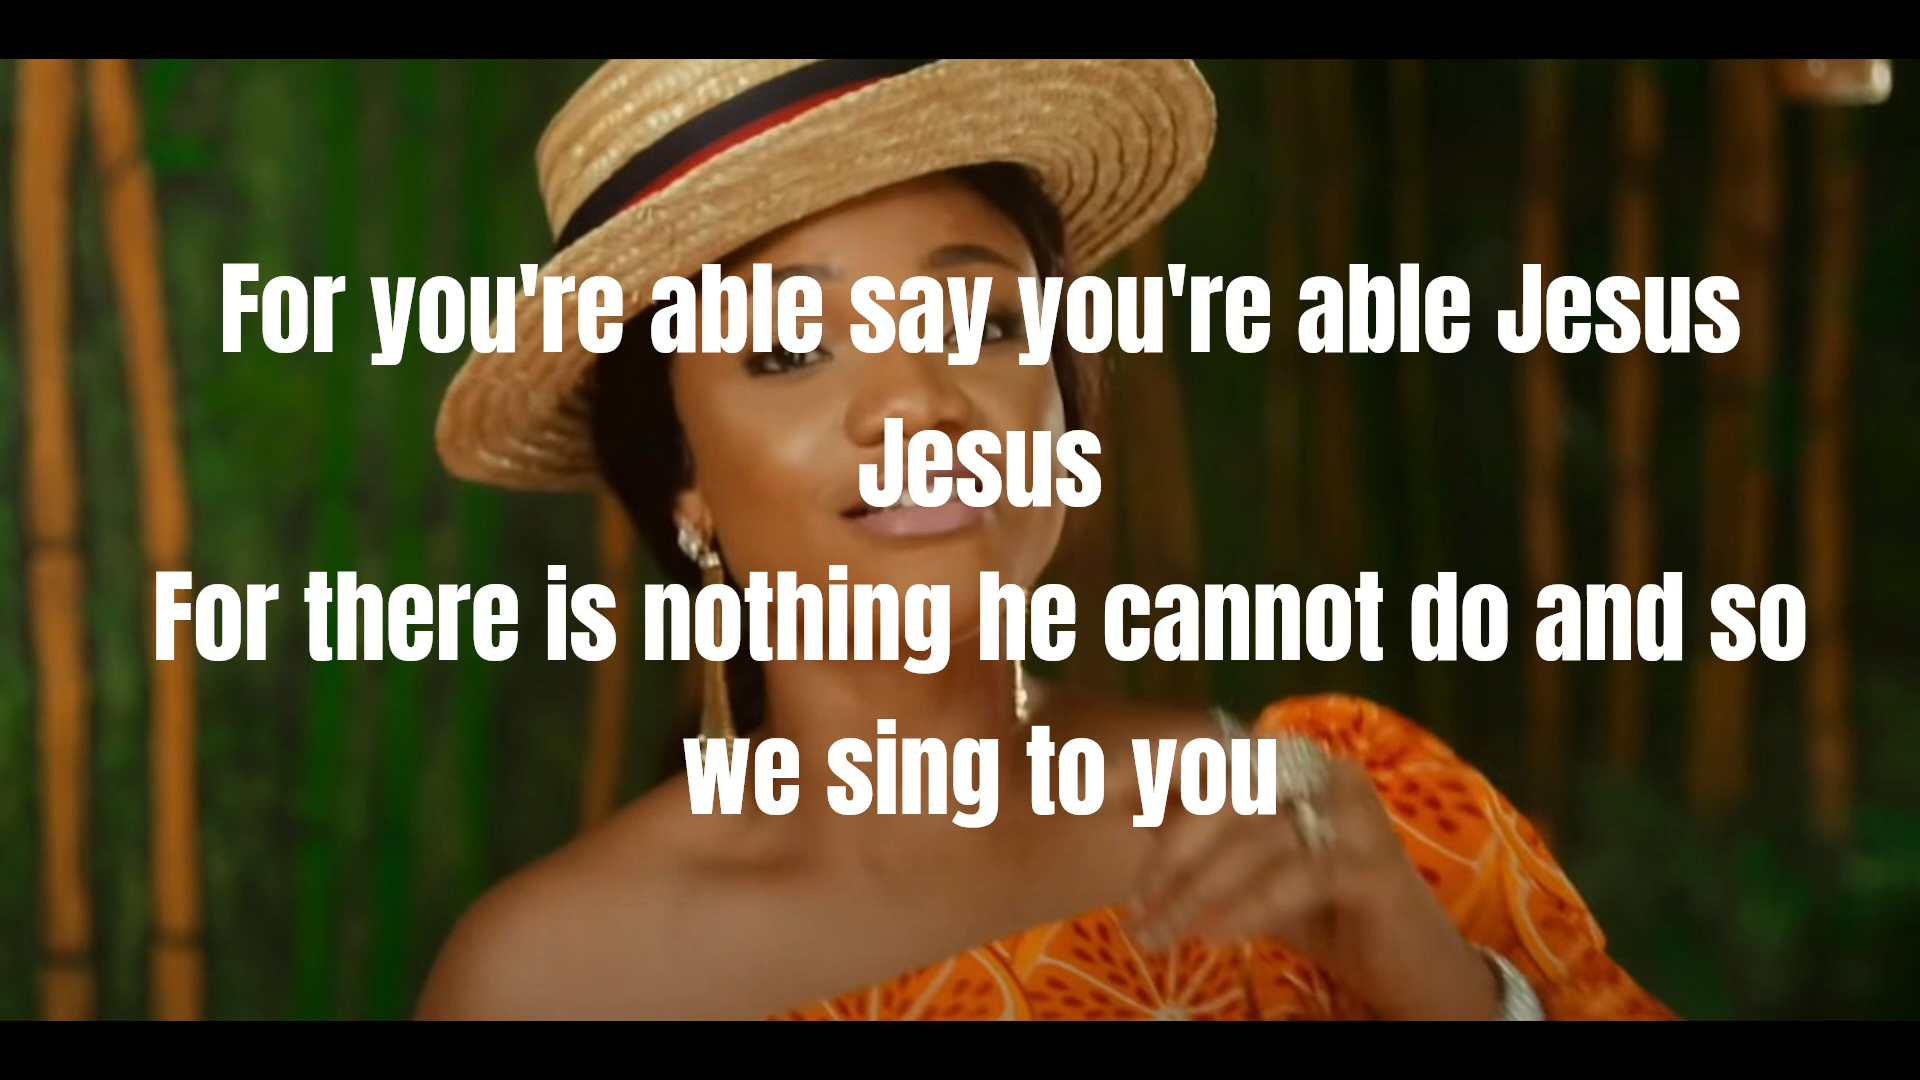 For you're able say you're able Jesus
Jesus
For there is nothing he cannot do and so
we sing to you